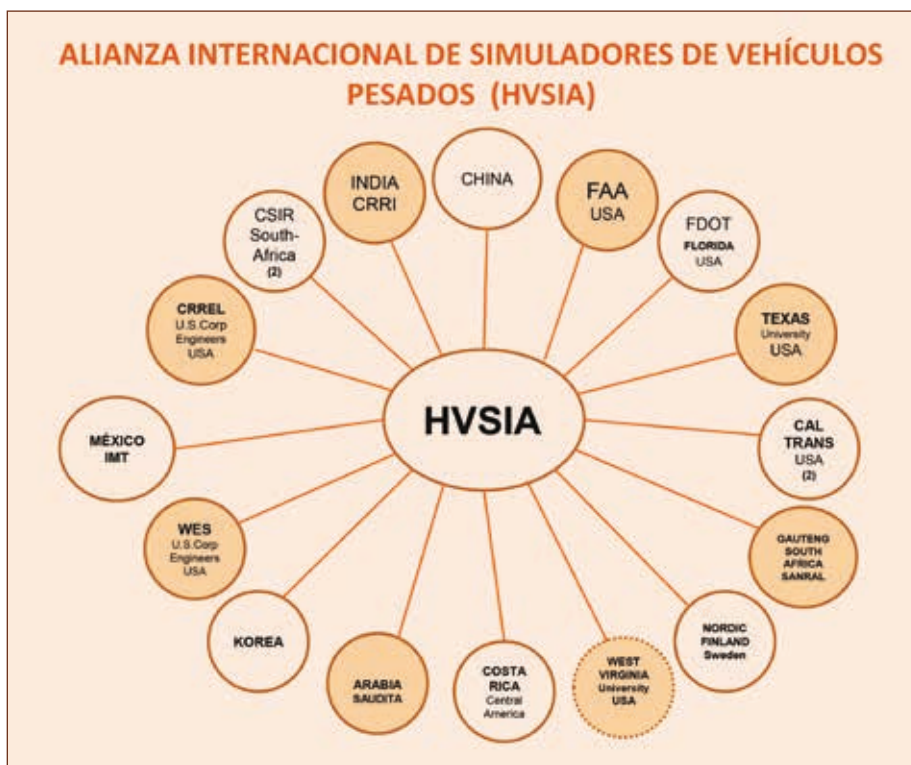 ALIANZA INTERNACIONAL DE SIMULADORES DE VEHÍCULOS
PESADOS (HVSIA)
CHINA
FAA
USA
FDOT
FLORIDA
USA
TEXAS
University
USA
CAL
TRANS
USA
(2)
GAUTENG
SOUTH
AFRICA
SANRAL
NORDIC
FINLAND
Sweden
WEST
VIRGINIA
University
USA
COSTA
RICA
Central
America
ARABIA
SAUDITA
KOREA
WES
U.S.Corp
Engineers
USA
MÉXICO
IMT
CRREL
U.S.Corp
Engineers
USA
CSIR
South-
Africa
(2)
INDIA
CRRI
HVSIA